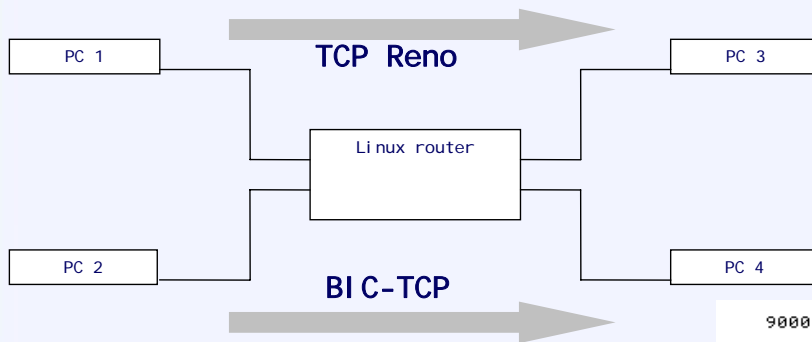 TCP Reno
PC 1
PC 3
Linux router
PC 2
PC 4
BIC-TCP
9000